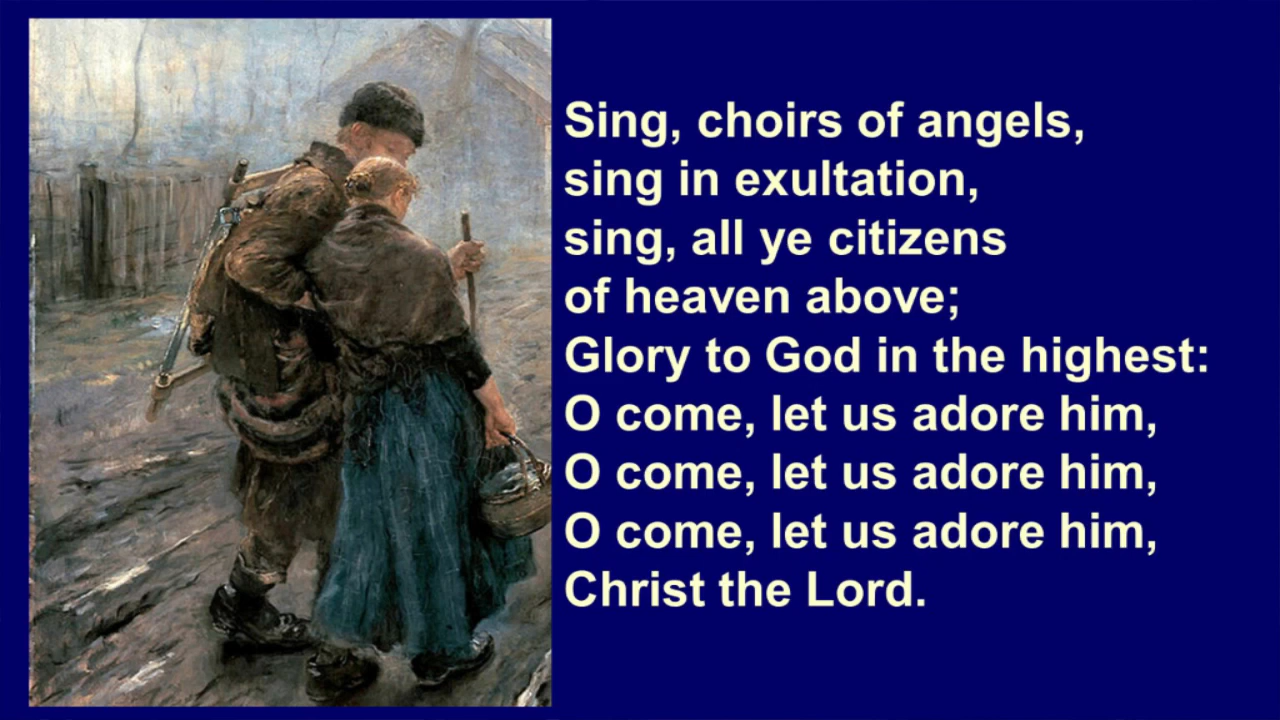 Sing, choirs of angels,
sing in exultation,
sing, all ye citizens
of heaven above;
Glory to God in the highest:
O come, let us adore him,
O come, let us adore him,
O come, let us adore him,
Christ the Lord.